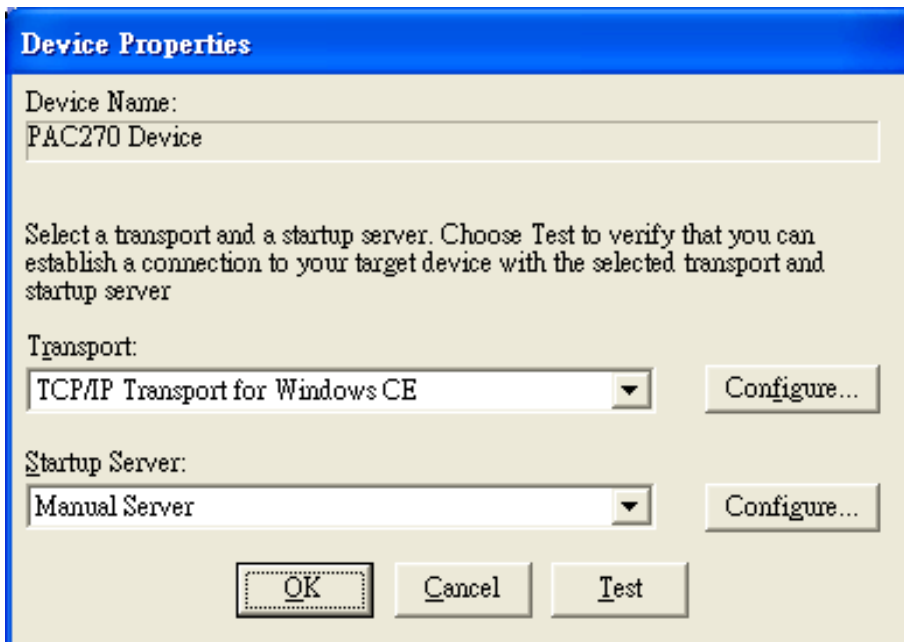 Device Properties
Device Name:
PAC270 Device
Select a transport and a startup server. Choose Test to verify that you can
establish a connection to your target device with the selected transport and
startup server
Transport:
TCP/IP Transport for Windows CE
Configure...
Startup Server:
Manual Server
Configure...
OK
Cancel
Test